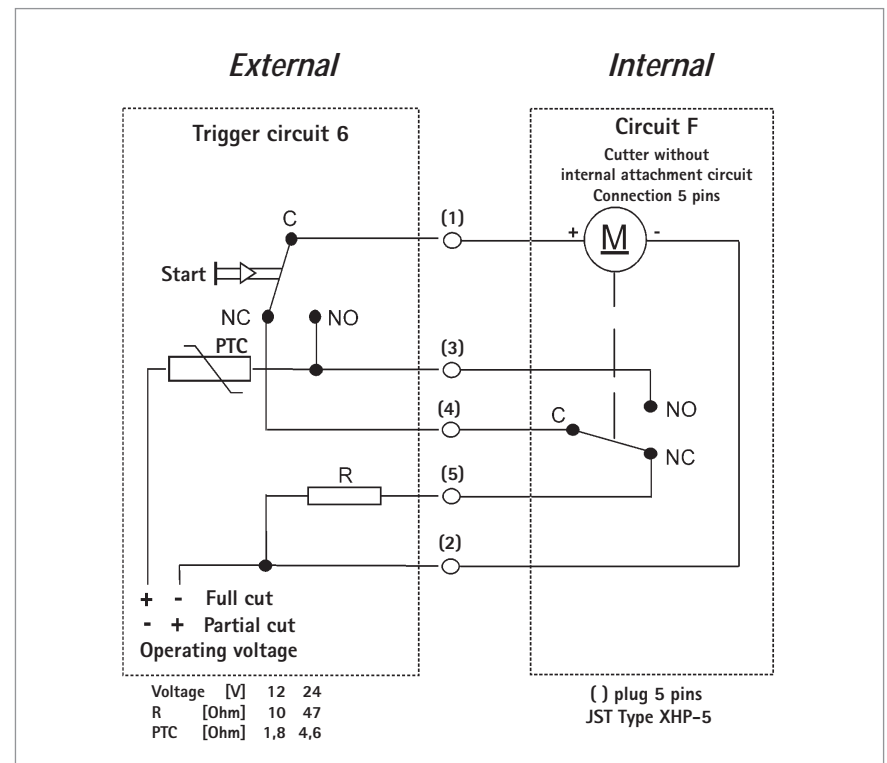 External
Internal
Trigger circuit 6
Circuit F
Cutter without
internal attachment circuit
Connection 5 pins
C
(1)
+ M -
Start
NC
NO
PTC
(3)
(4)
C
NO
NC
R
(5)
(2)
+ - Full cut
- + Partial cut
Operating voltage
Voltage [V] 12 24
R [Ohm] 10 47
PTC [Ohm] 1,8 4,6
( ) plug 5 pins
JST Type XHP-5